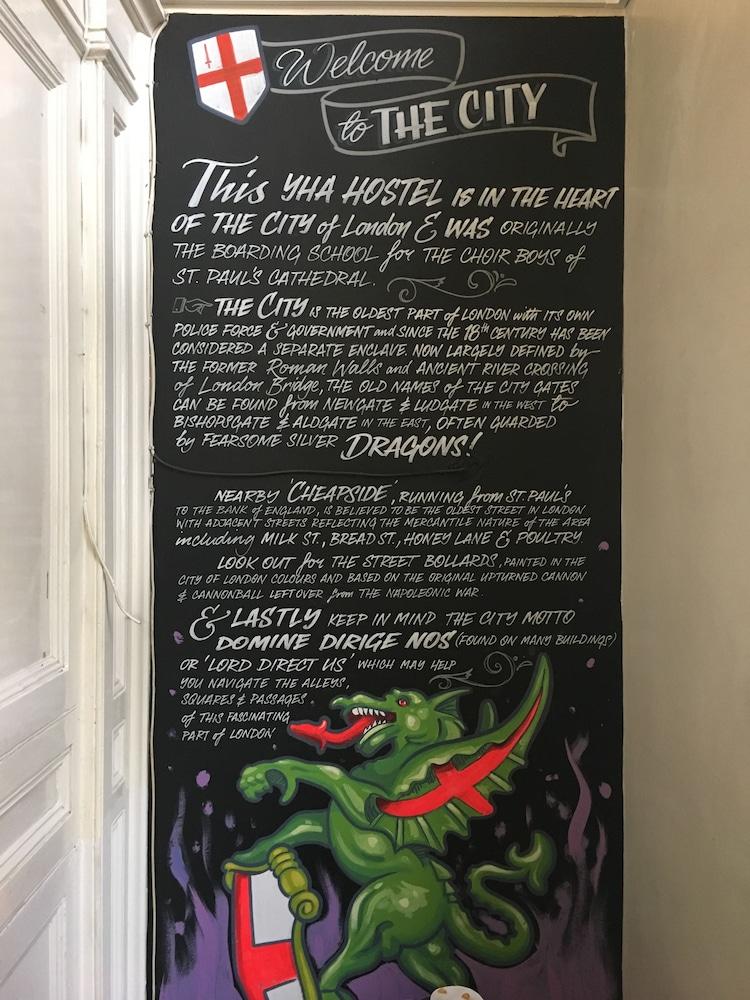 Welcome
to THE CITY
This YHA HOSTEL IS IN THE HEART
OF THE CITY of London & WAS ORIGINALLY
THE BOARDING SCHOOL for THE CHOIR BOYS of
ST. PAUL'S CATHEDRAL.
THE CITY IS THE OLDEST PART of LONDON with ITS OWN
POLICE FORCE & GOVERNMENT and SINCE THE 18th CENTURY HAS BEEN
CONSIDERED A SEPARATE ENCLAVE. NOW LARGELY DEFINED by
THE FORMER Roman Walls and ANCIENT RIVER CROSSING
of London Bridge, THE OLD NAMES of THE CITY GATES
CAN BE FOUND from NEWGATE & LUDGATE IN THE WEST to
BISHOPSGATE & ALDGATE IN THE EAST, OFTEN GUARDED
by FEARSOME SILVER DRAGONS!
NEARBY 'CHEAPSIDE', RUNNING from ST. PAUL'S
TO THE BANK of ENGLAND, IS BELIEVED TO BE THE OLDEST STREET IN LONDON
WITH ADJACENT STREETS REFLECTING THE MERCANTILE NATURE of THE AREA
including MILK ST., BREAD ST., HONEY LANE & POULTRY.
LOOK OUT for THE STREET BOLLARDS, PAINTED IN THE
CITY OF LONDON COLOURS AND BASED ON THE ORIGINAL UPTURNED CANNON
& CANNONBALL LEFT OVER from THE NAPOLEONIC WAR.
& LASTLY KEEP IN MIND THE CITY MOTTO
DOMINE DIRIGE NOS (FOUND ON MANY BUILDINGS)
OR 'LORD DIRECT US' WHICH MAY HELP
YOU NAVIGATE THE ALLEYS,
SQUARES & PASSAGES
of THIS FASCINATING
PART of LONDON